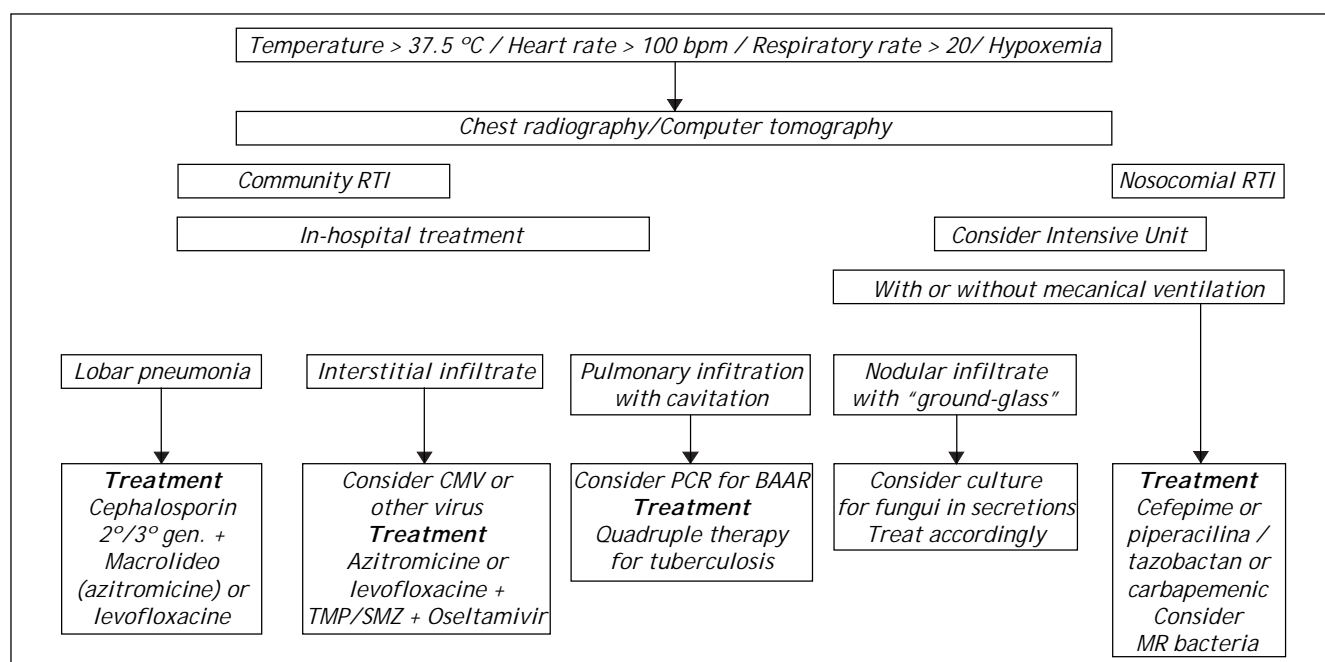 Temperature > 37.5 ºC / Heart rate > 100 bpm / Respiratory rate > 20/ Hypoxemia
Chest radiography/Computer tomography
Community RTI
Nosocomial RTI
In-hospital treatment
Consider Intensive Unit
With or without mecanical ventilation
Lobar pneumonia
Interstitial infiltrate
Pulmonary infitration
with cavitation
Nodular infiltrate
with “ground-glass”
Treatment
Cephalosporin
2º/3º gen. +
Macrolideo
(azitromicine) or
levofloxacine
Consider CMV or
other virus
Treatment
Azitromicine or
levofloxacine +
TMP/SMZ + Oseltamivir
Consider PCR for BAAR
Treatment
Quadruple therapy
for tuberculosis
Consider culture
for fungui in secretions
Treat accordingly
Treatment
Cefepime or
piperacilina /
tazobactan or
carbapemenic
Consider
MR bacteria